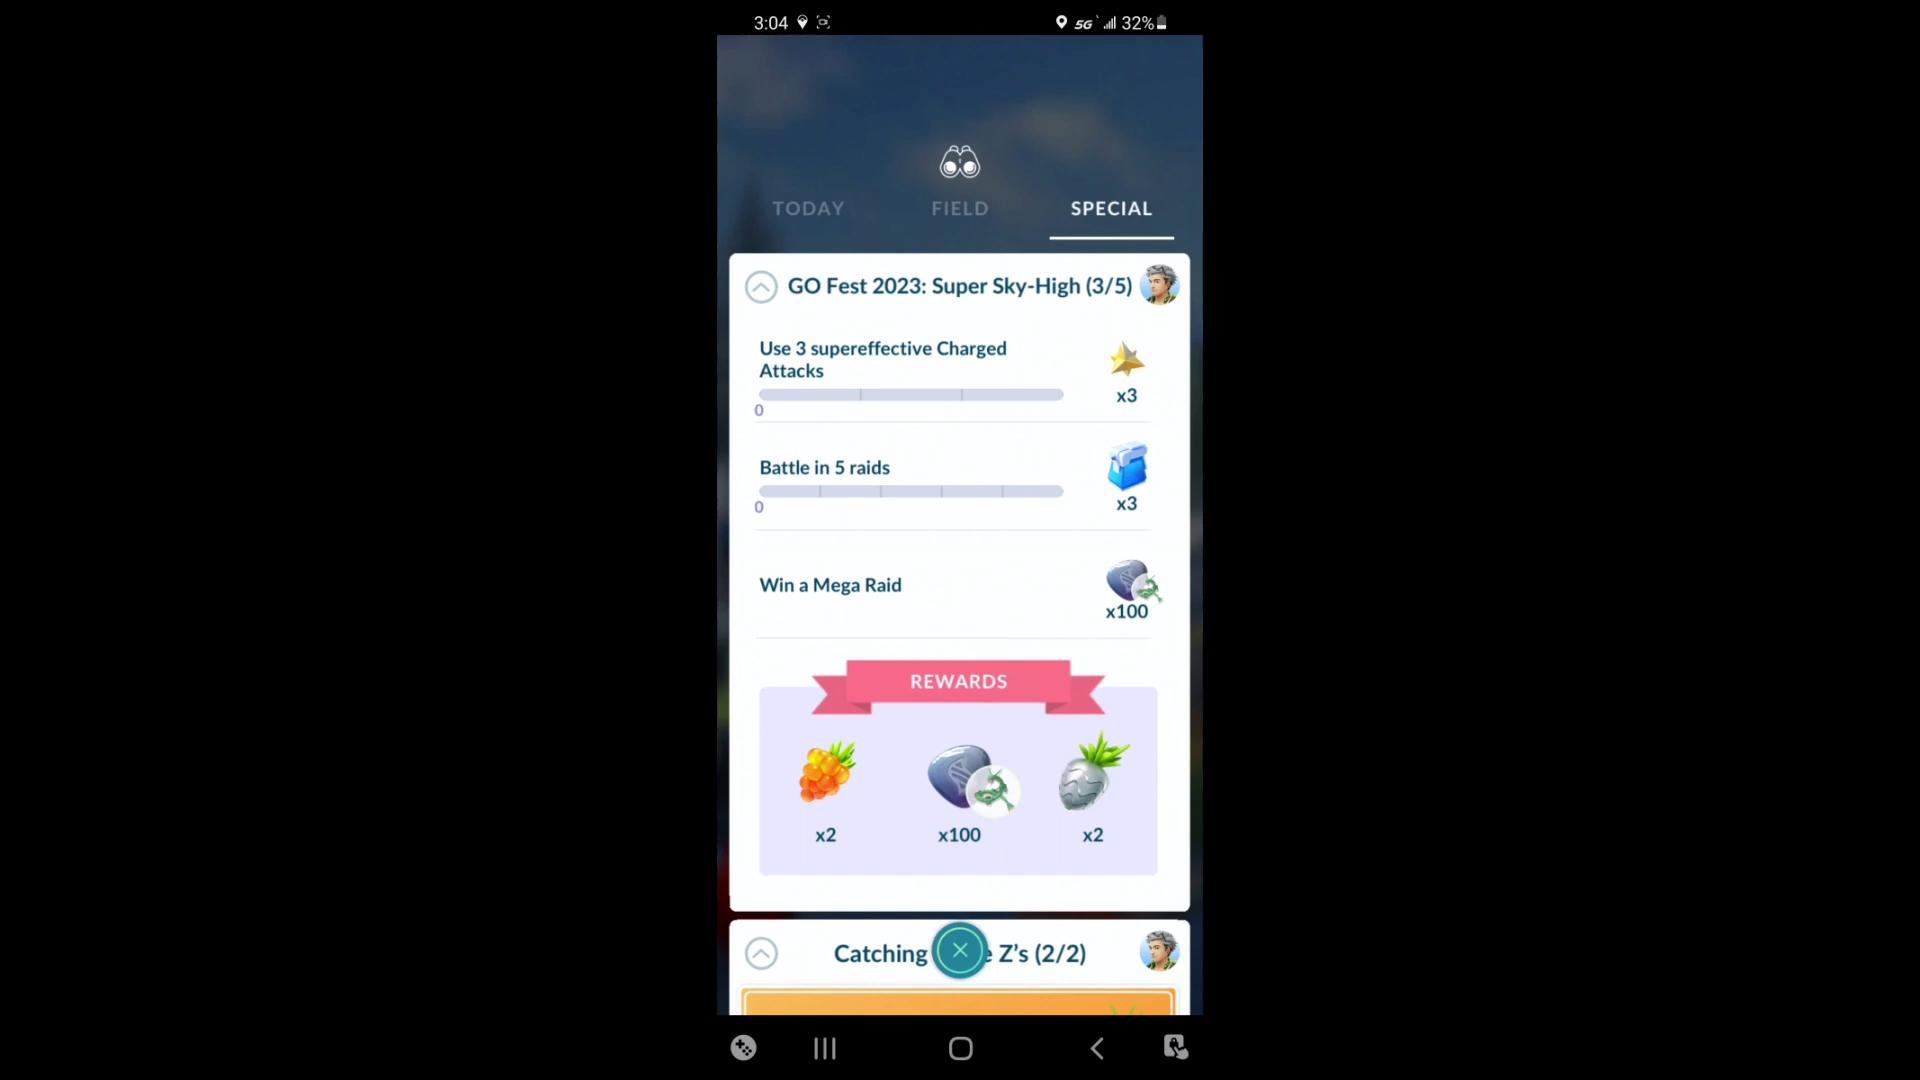 3:04
5G
32%
TODAY
FIELD
SPECIAL
GO Fest 2023: Super Sky-High (3/5)
Use 3 supereffective Charged
Attacks
x3
0
Battle in 5 raids
x3
0
Win a Mega Raid
x100
REWARDS
x2
x100
x2
Catching
e Z's (2/2)